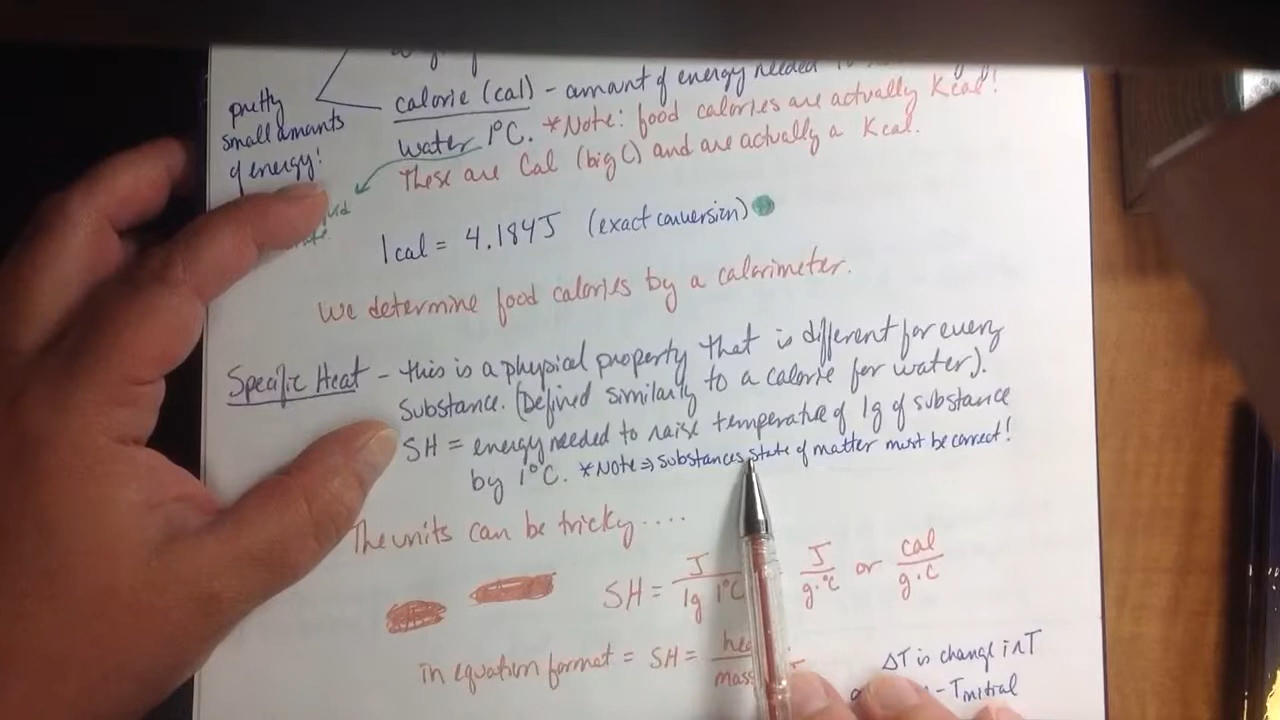 calorie (cal) - amount of energy needed
water 1°C. *Note: food calories are actually Kcal!
These are Cal (big C) and are actually a Kcal.
pretty
small amounts
of energy!
1 cal = 4.184J (exact conversion)
We determine food calories by a calorimeter.
Specific Heat - this is a physical property that is different for every
substance. (Defined similarly to a calorie for water).
SH = energy needed to raise temperature of 1g of substance
by 1°C. *Note ⇒ substances state of matter must be correct!
The units can be tricky....
SH = J / 1g 1°C J / g·°C or cal / g·C
in equation format = SH = mass
ΔT is change in T
- Tinitial